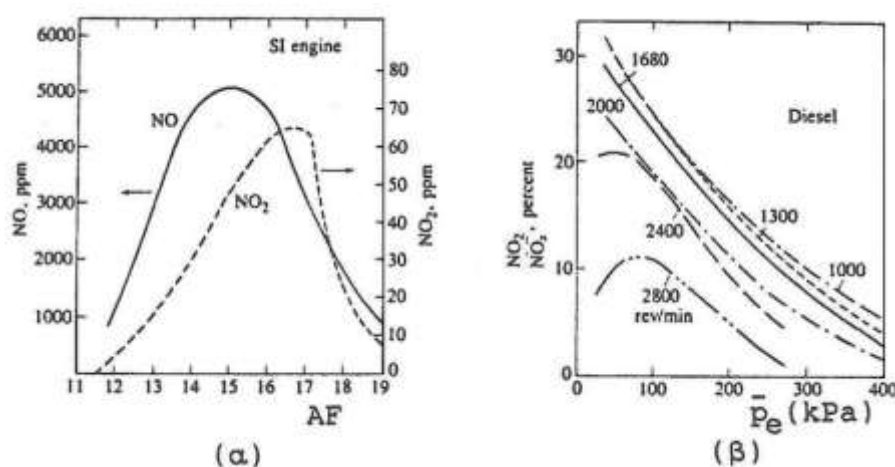 6000
5000
4000
3000
2000
1000
NO, ppm
SI engine
NO
NO2
80
70
60
50
40
30
20
10
0
NO2, ppm
11 12 13 14 15 16 17 18 19
AF
(α)
30
20
10
0
NO2
NOx, percent
1680
2000
Diesel
1300
2400
1000
2800
rev/min
0 100 200 300 400
p̄e(kPa)
(β)